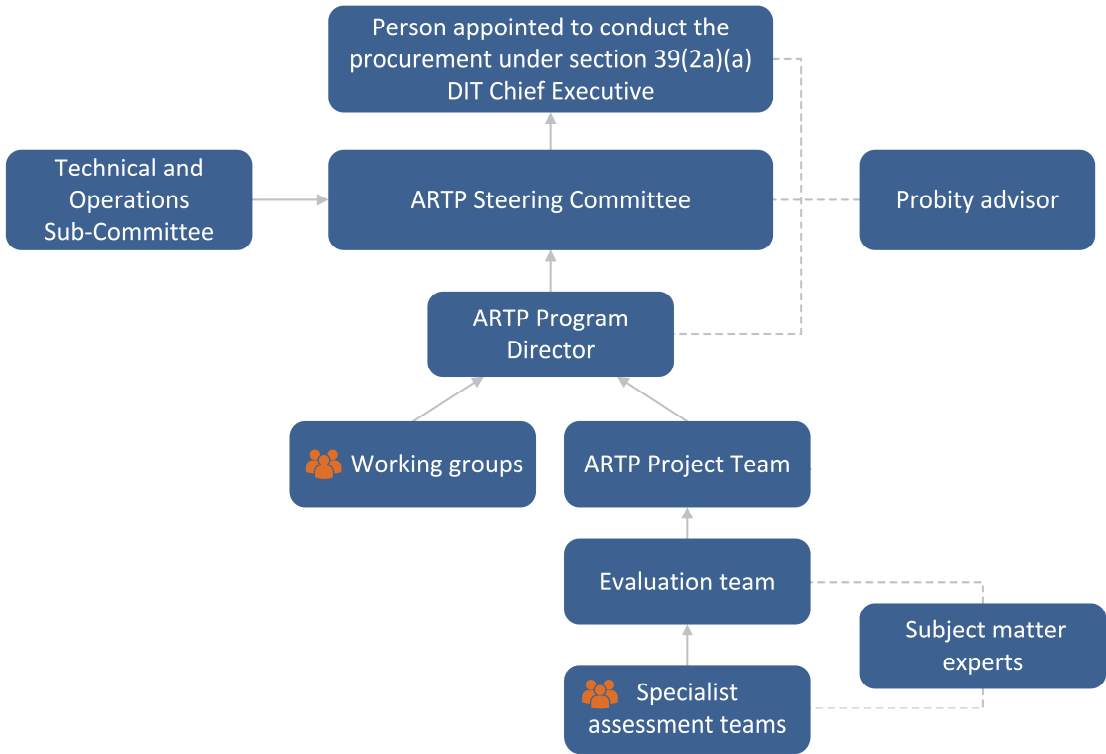 Person appointed to conduct the
procurement under section 39(2a)(a)
DIT Chief Executive
Technical and
Operations
Sub-Committee
ARTP Steering Committee
Probity advisor
ARTP Program
Director
Working groups
ARTP Project Team
Evaluation team
Subject matter
experts
Specialist
assessment teams